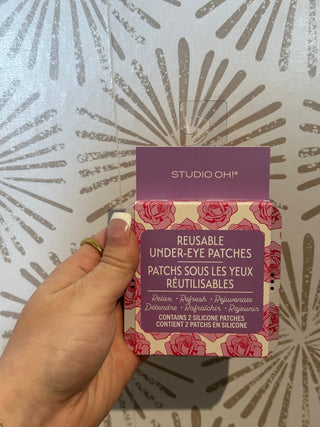 STUDIO OH!®
REUSABLE
UNDER-EYE PATCHES
PATCHS SOUS LES YEUX
RÉUTILISABLES
Relax • Refresh • Rejuvenate
Détendre • Rafraîchir • Rajeunir
CONTAINS 2 SILICONE PATCHES
CONTIENT 2 PATCHS EN SILICONE